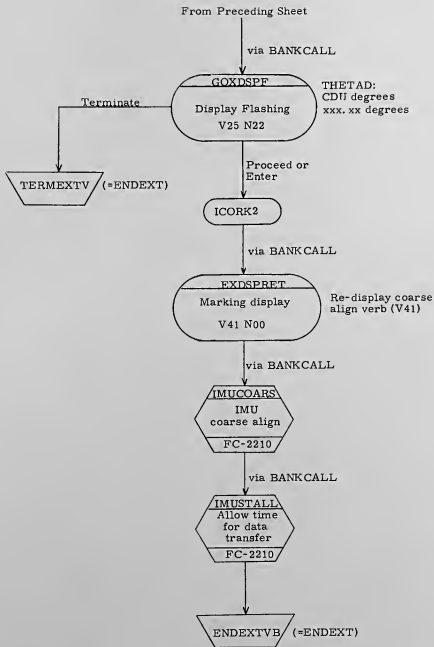 From Preceding Sheet
via BANKCALL
GOXDSPF
Display Flashing
V25 N22
THETAD:
CDU degrees
xxx. xx degrees
Terminate
TERMEXTV
(=ENDEXT)
Proceed or
Enter
ICORK2
via BANKCALL
EXDSPRET
Marking display
V41 N00
Re-display coarse
align verb (V41)
via BANKCALL
IMUCOARS
IMU
coarse align
FC-2210
via BANKCALL
IMUSTALL
Allow time
for data
transfer
FC-2210
ENDEXTVB
(=ENDEXT)